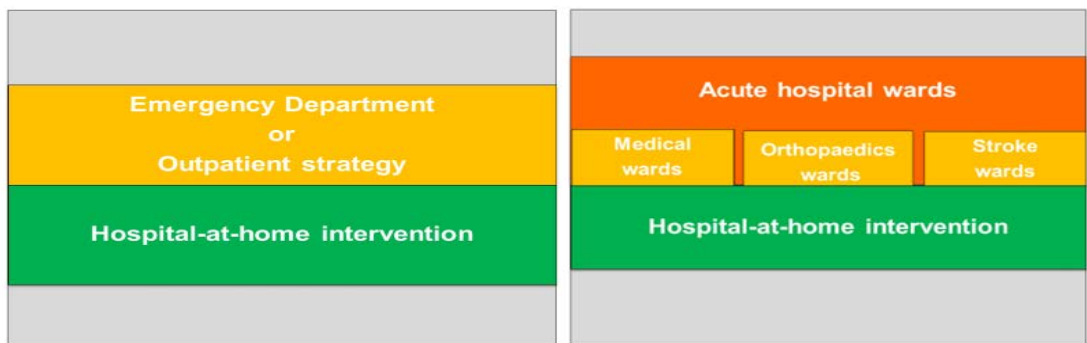 Emergency Department
or
Outpatient strategy
Hospital-at-home intervention
Acute hospital wards
Medical
wards
Orthopaedics
wards
Stroke
wards
Hospital-at-home intervention